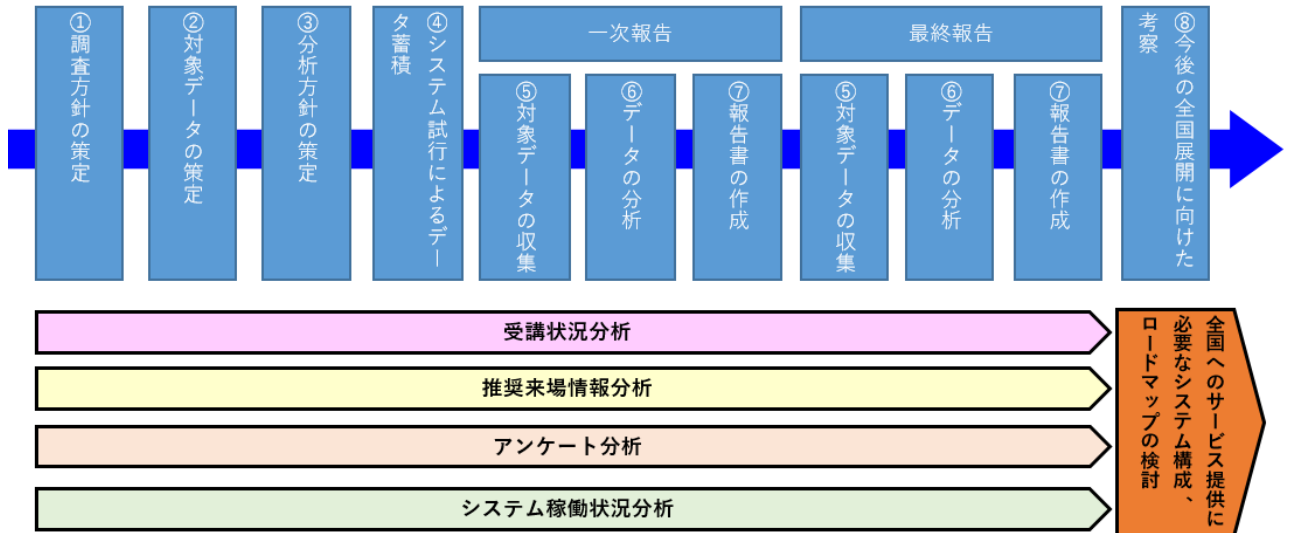 ①調査方針の策定
②対象データの策定
③分析方針の策定
④システム試行によるデー
タ蓄積
一次報告
⑤対象データの収集
⑥データの分析
⑦報告書の作成
最終報告
⑤対象データの収集
⑥データの分析
⑦報告書の作成
⑧今後の全国展開に向けた
考察
受講状況分析
推奨来場情報分析
アンケート分析
システム稼働状況分析
全国へのサービス提供に
必要なシステム構成、
ロードマップの検討